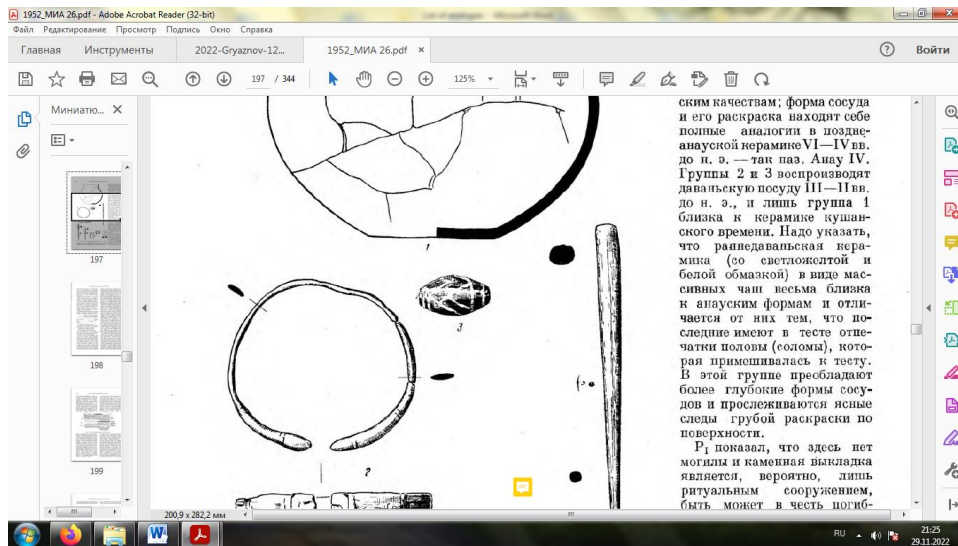 1952_МИА 26.pdf - Adobe Acrobat Reader (32-bit)
Файл Редактирование Просмотр Подпись Окно Справка
Главная Инструменты 2022-Gryaznov-12... 1952_МИА 26.pdf × Войти
197 / 344 125%
Миниатю...
197
198
199
ским качествам; форма сосуда
и его раскраска находят себе
полные аналогии в поздне-
анауской керамике VI—IV вв.
до н. э. — так наз. Анау IV.
Группы 2 и 3 воспроизводят
даваньскую посуду III—II вв.
до н. э., и лишь группа 1
близка к керамике кушан-
ского времени. Надо указать,
что раннедавальская кера-
мика (со светложелтой и
белой обмазкой) в виде мас-
сивных чаш весьма близка
к анауским формам и отли-
чается от них тем, что по-
следние имеют в тесте отпе-
чатки половы (соломы), кото-
рая примешивалась к тесту.
В этой группе преобладают
более глубокие формы сосу-
дов и прослеживаются ясные
следы грубой раскраски по
поверхности.
P₁ показал, что здесь нет
могилы и каменная выкладка
является, вероятно, лишь
ритуальным сооружением,
быть может в честь погиб-
1
3
2
200,9 x 282,2 мм
RU
21:25
29.11.2022